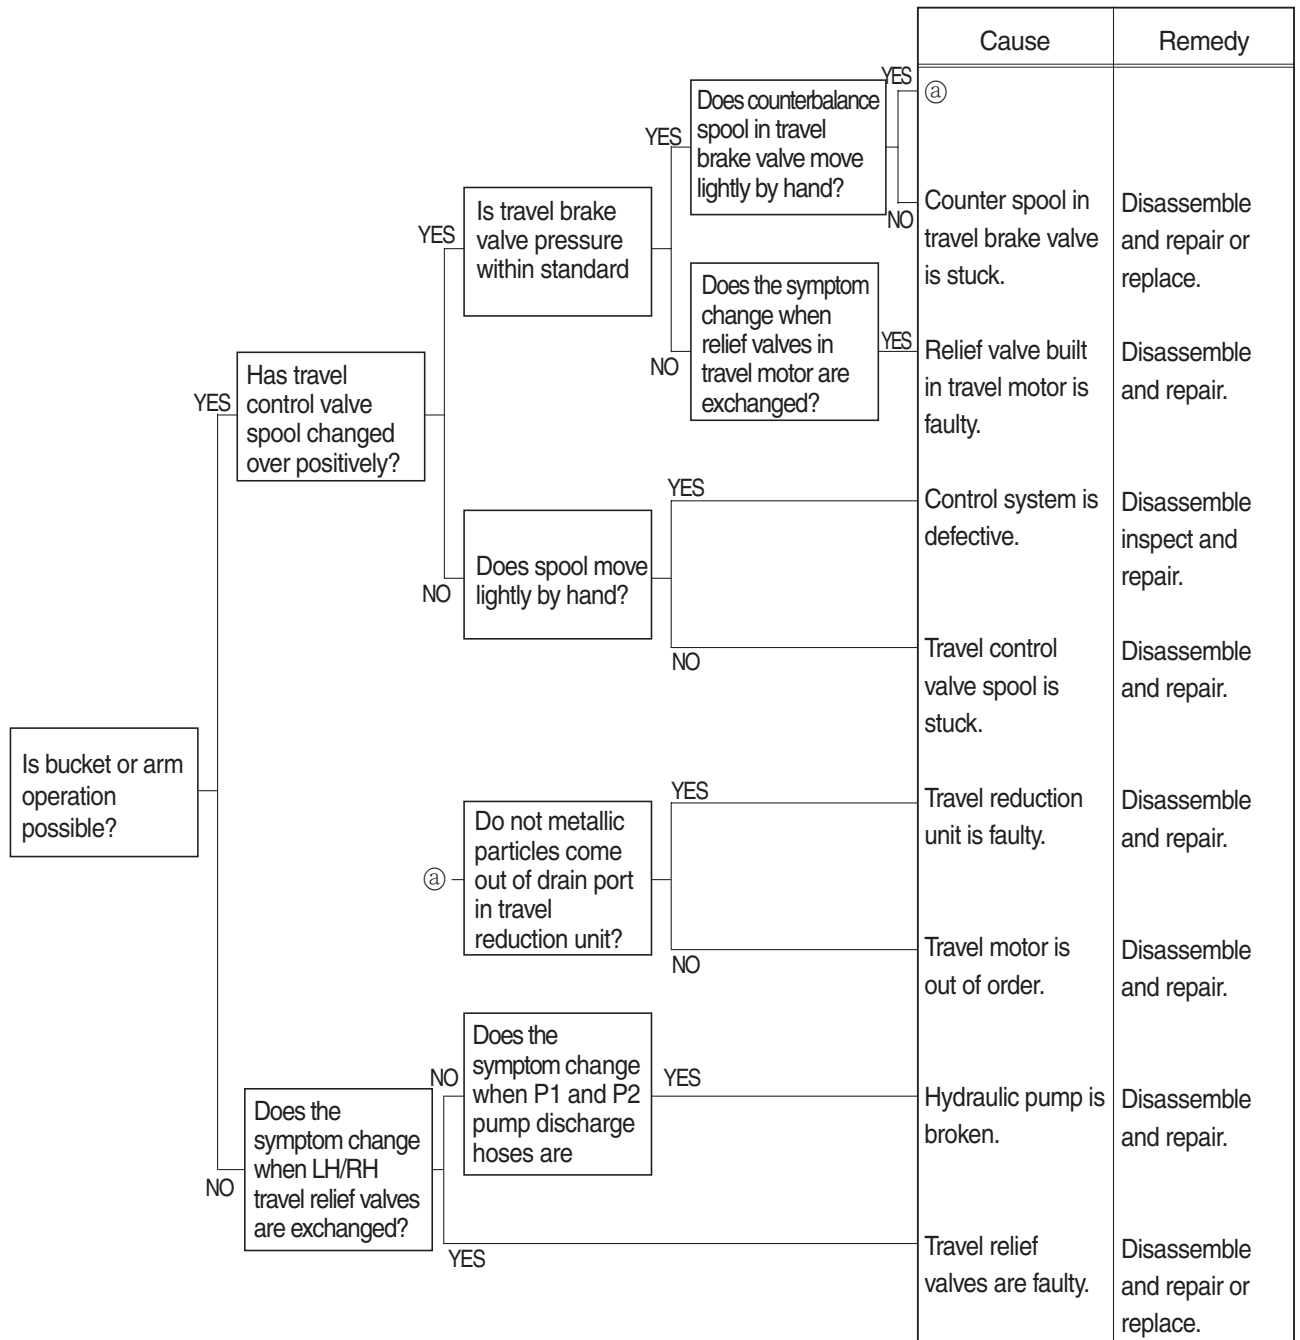 Cause
Remedy
YES
ⓐ
Does counterbalance
spool in travel
brake valve move
lightly by hand?
YES
NO
Counter spool in
travel brake valve
is stuck.
Disassemble
and repair or
replace.
Is travel brake
valve pressure
within standard
YES
Does the symptom
change when
relief valves in
travel motor are
exchanged?
NO
YES
Relief valve built
in travel motor is
faulty.
Disassemble
and repair.
Has travel
control valve
spool changed
over positively?
YES
YES
Control system is
defective.
Disassemble
inspect and
repair.
Does spool move
lightly by hand?
NO
NO
Travel control
valve spool is
stuck.
Disassemble
and repair.
Is bucket or arm
operation
possible?
YES
Travel reduction
unit is faulty.
Disassemble
and repair.
ⓐ
Do not metallic
particles come
out of drain port
in travel
reduction unit?
NO
Travel motor is
out of order.
Disassemble
and repair.
Does the
symptom change
when P1 and P2
pump discharge
hoses are
NO
YES
Hydraulic pump is
broken.
Disassemble
and repair.
NO
Does the
symptom change
when LH/RH
travel relief valves
are exchanged?
YES
Travel relief
valves are faulty.
Disassemble
and repair or
replace.